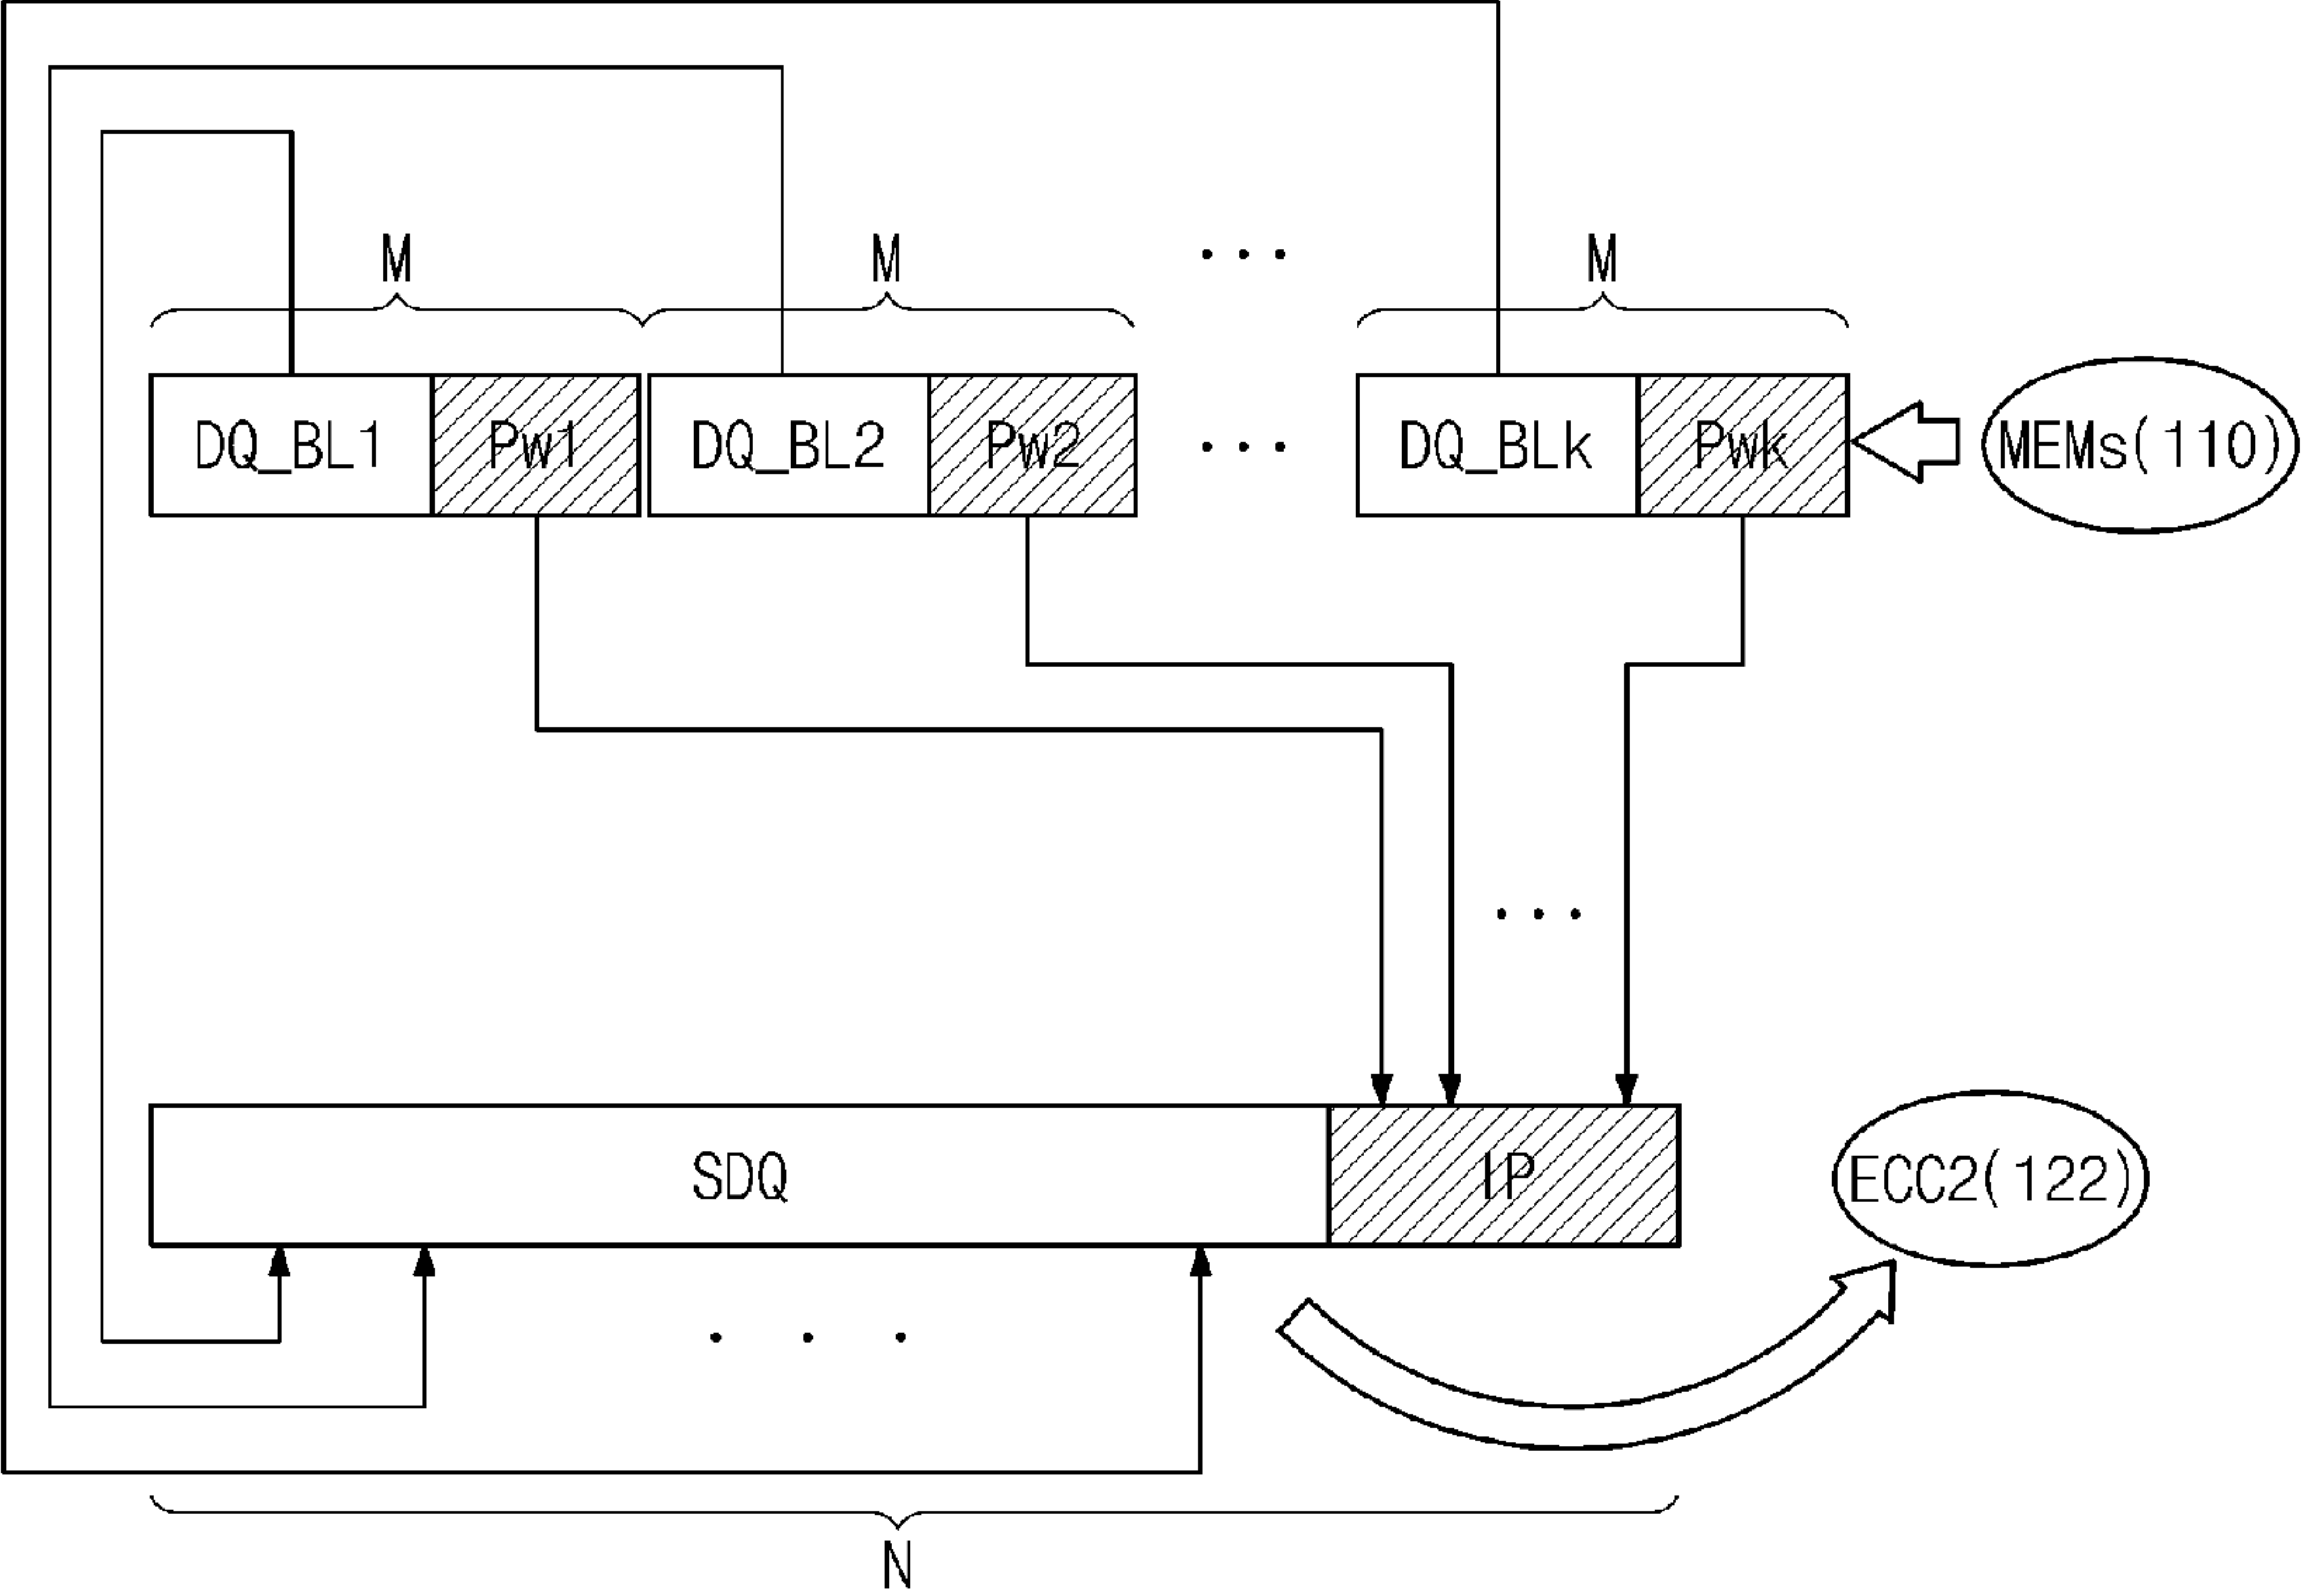 M M ... M
DQ_BL1 Pw1 DQ_BL2 Pw2 ... DQ_BLk Pwk MEMs(110)
...
SDQ IP ECC2(122)
. . .
N